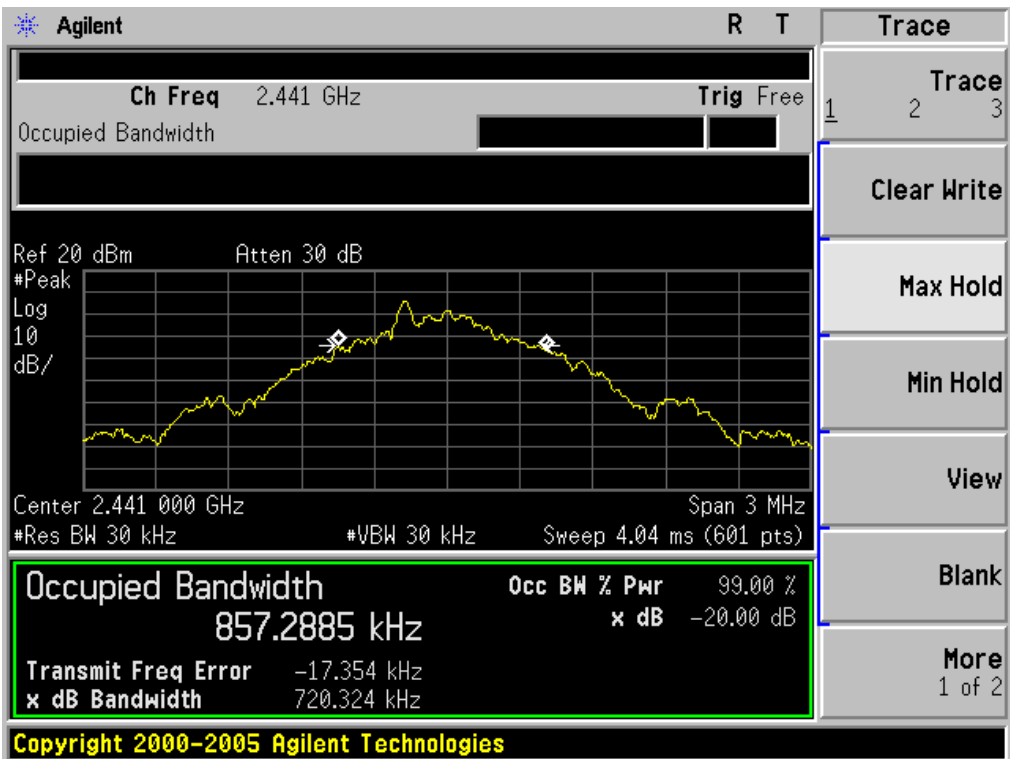 Agilent R T Trace
Ch Freq 2.441 GHz Trig Free
Occupied Bandwidth
Trace
1 2 3
Clear Write
Max Hold
Min Hold
View
Blank
More
1 of 2
Ref 20 dBm Atten 30 dB
#Peak
Log
10
dB/
Center 2.441 000 GHz Span 3 MHz
#Res BW 30 kHz #VBW 30 kHz Sweep 4.04 ms (601 pts)
Occupied Bandwidth Occ BW % Pwr 99.00 %
857.2885 kHz x dB -20.00 dB
Transmit Freq Error -17.354 kHz
x dB Bandwidth 720.324 kHz
Copyright 2000-2005 Agilent Technologies